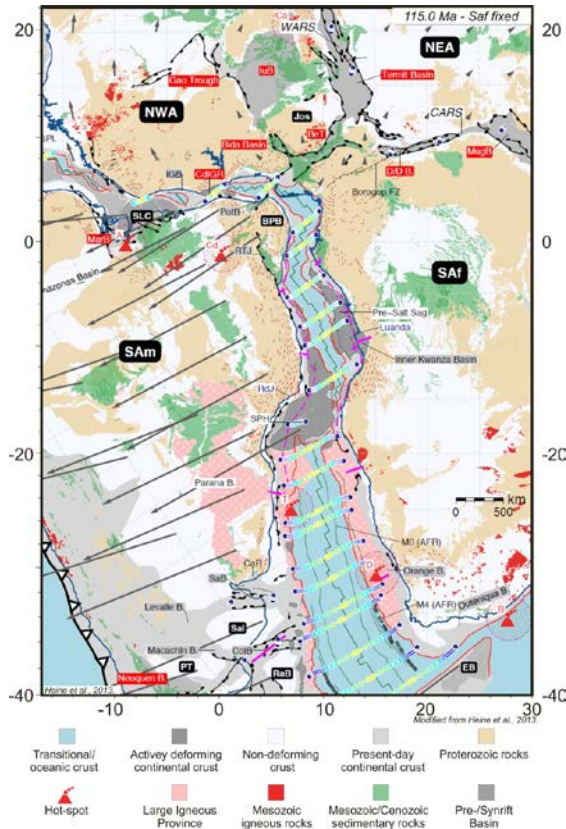 115.0 Ma - Saf fixed
20
20
WARS
NEA
Gao Trough
IuB
Termit Basin
NWA
Jos
CARS
BeT
Bida Basin
MugB
CdIGR
D/D B.
Borogop FZ
SLC
PotB
BPB
MarB
Cd
RTJ
0
0
SAf
Amazonas Basin
Pre-Salt Sag
Luanda
SAm
Inner Kwanza Basin
RdJ
SPH
-20
-20
Parana B.
T
0
500
km
M0 (AFR)
CaR
D
Orange B.
SaB
Outeniqua B.
Levalle B.
Sal
M4 (AFR)
B
Macachin B.
ColB
PT
RaB
EB
Neuquen B.
-40
-40
Heine et al., 2013.
Modified from Heine et al., 2013.
-10
0
10
20
30
Transitional/
oceanic crust
Activey deforming
continental crust
Non-deforming
crust
Present-day
continental crust
Proterozoic rocks
Hot-spot
Large Igneous
Province
Mesozoic
igneous rocks
Mesozoic/Cenozoic
sedimentary rocks
Pre-/Synrift
Basin